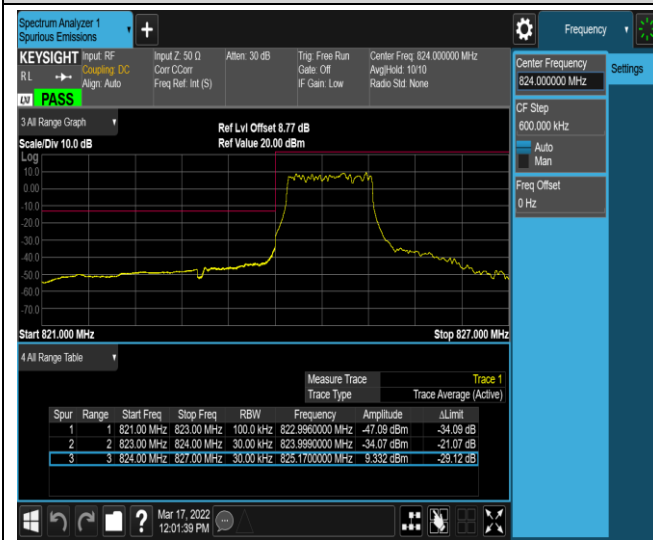 Spectrum Analyzer 1
Spurious Emissions
Frequency
KEYSIGHT Input: RF Input Z: 50 Ω Atten: 30 dB Trig: Free Run Center Freq: 824.000000 MHz
RL Coupling: DC Corr CCorr Gate: Off Avg|Hold: 10/10
Align: Auto Freq Ref: Int (S) IF Gain: Low Radio Std: None
LXI PASS
Center Frequency
824.000000 MHz
Settings
CF Step
600.000 kHz
Auto
Man
Freq Offset
0 Hz
3 All Range Graph
Ref Lvl Offset 8.77 dB
Scale/Div 10.0 dB Ref Value 20.00 dBm
Log
10.0
0.00
-10.0
-20.0
-30.0
-40.0
-50.0
-60.0
-70.0
Start 821.000 MHz Stop 827.000 MHz
4 All Range Table
Measure Trace Trace 1
Trace Type Trace Average (Active)
Spur Range Start Freq Stop Freq RBW Frequency Amplitude ΔLimit
1 1 821.00 MHz 823.00 MHz 100.0 kHz 822.9960000 MHz -47.09 dBm -34.09 dB
2 2 823.00 MHz 824.00 MHz 30.00 kHz 823.9990000 MHz -34.07 dBm -21.07 dB
3 3 824.00 MHz 827.00 MHz 30.00 kHz 825.1700000 MHz 9.332 dBm -29.12 dB
Mar 17, 2022
12:01:39 PM